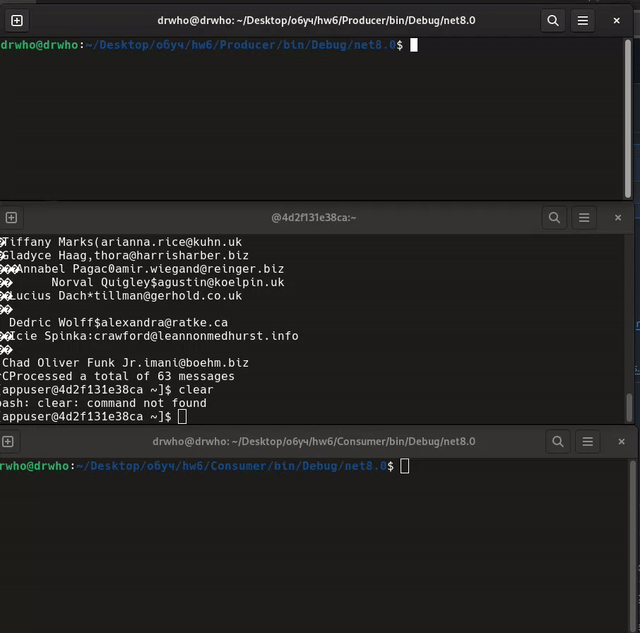 drwho@drwho: ~/Desktop/обуч/hw6/Producer/bin/Debug/net8.0
drwho@drwho:~/Desktop/обуч/hw6/Producer/bin/Debug/net8.0$
@4d2f131e38ca:~
�Tiffany Marks(arianna.rice@kuhn.uk
�Gladyce Haag,thora@harrisharber.biz
��Annabel Pagac0amir.wiegand@reinger.biz
�� Norval Quigley$agustin@koelpin.uk
�Lucius Dach*tillman@gerhold.co.uk
��
Dedric Wolff$alexandra@ratke.ca
��Icie Spinka:crawford@leannonmedhurst.info
��
Chad Oliver Funk Jr.imani@boehm.biz
^CProcessed a total of 63 messages
[appuser@4d2f131e38ca ~]$ clear
bash: clear: command not found
[appuser@4d2f131e38ca ~]$
drwho@drwho: ~/Desktop/обуч/hw6/Consumer/bin/Debug/net8.0
drwho@drwho:~/Desktop/обуч/hw6/Consumer/bin/Debug/net8.0$